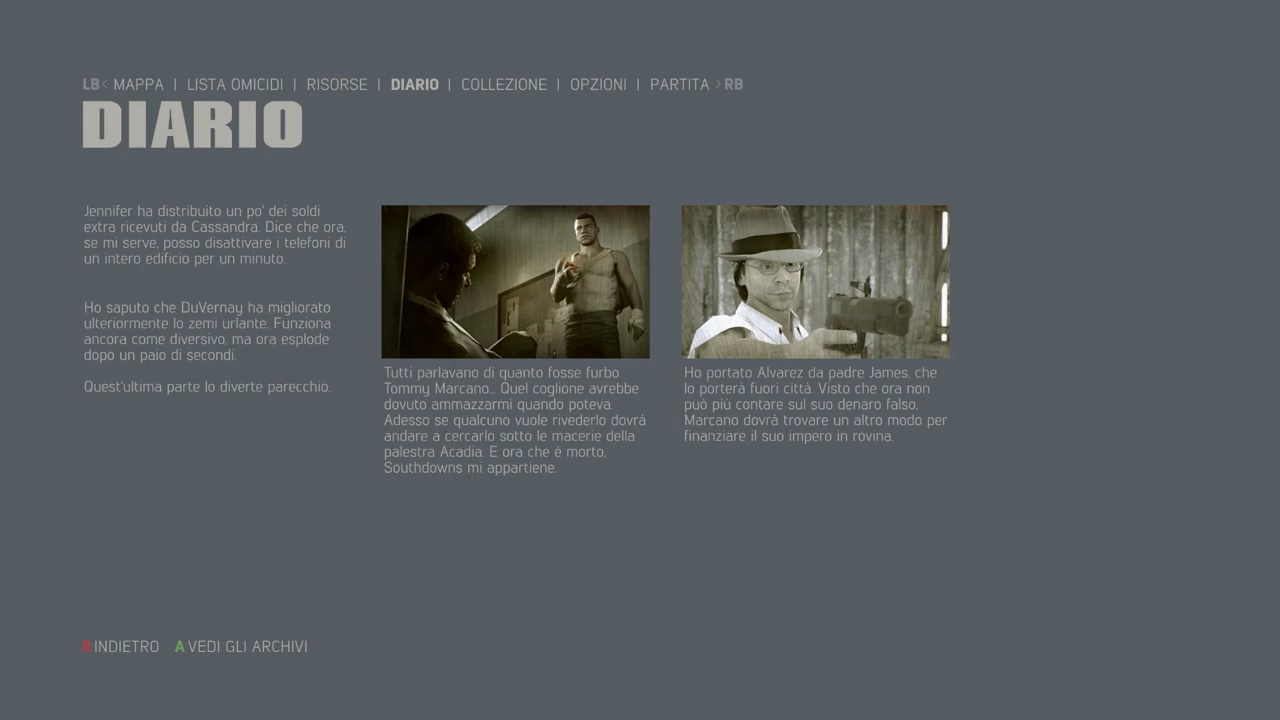 LB< MAPPA | LISTA OMICIDI | RISORSE | DIARIO | COLLEZIONE | OPZIONI | PARTITA >RB
DIARIO
Jennifer ha distribuito un po' dei soldi
extra ricevuti da Cassandra. Dice che ora,
se mi serve, posso disattivare i telefoni di
un intero edificio per un minuto.
Ho saputo che DuVernay ha migliorato
ulteriormente lo zemi urlante. Funziona
ancora come diversivo, ma ora esplode
dopo un paio di secondi.
Quest'ultima parte lo diverte parecchio.
Tutti parlavano di quanto fosse furbo
Tommy Marcano... Quel coglione avrebbe
dovuto ammazzarmi quando poteva.
Adesso se qualcuno vuole rivederlo dovrà
andare a cercarlo sotto le macerie della
palestra Acadia. E ora che è morto,
Southdowns mi appartiene.
Ho portato Alvarez da padre James, che
lo porterà fuori città. Visto che ora non
può più contare sul suo denaro falso,
Marcano dovrà trovare un altro modo per
finanziare il suo impero in rovina.
B INDIETRO A VEDI GLI ARCHIVI